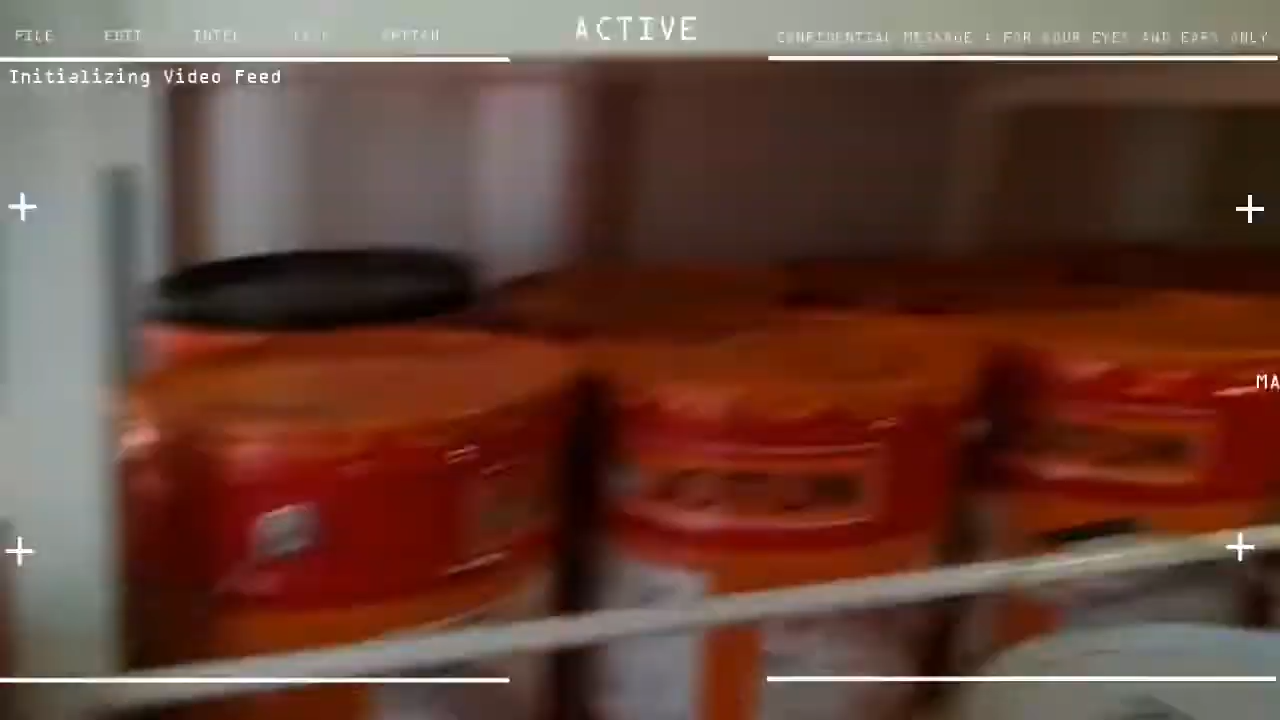 ACTIVE
FILE EDIT INTEL
CONFIDENTIAL MESSAGE : FOR YOUR EYES AND EARS ONLY
Initializing Video Feed
MA